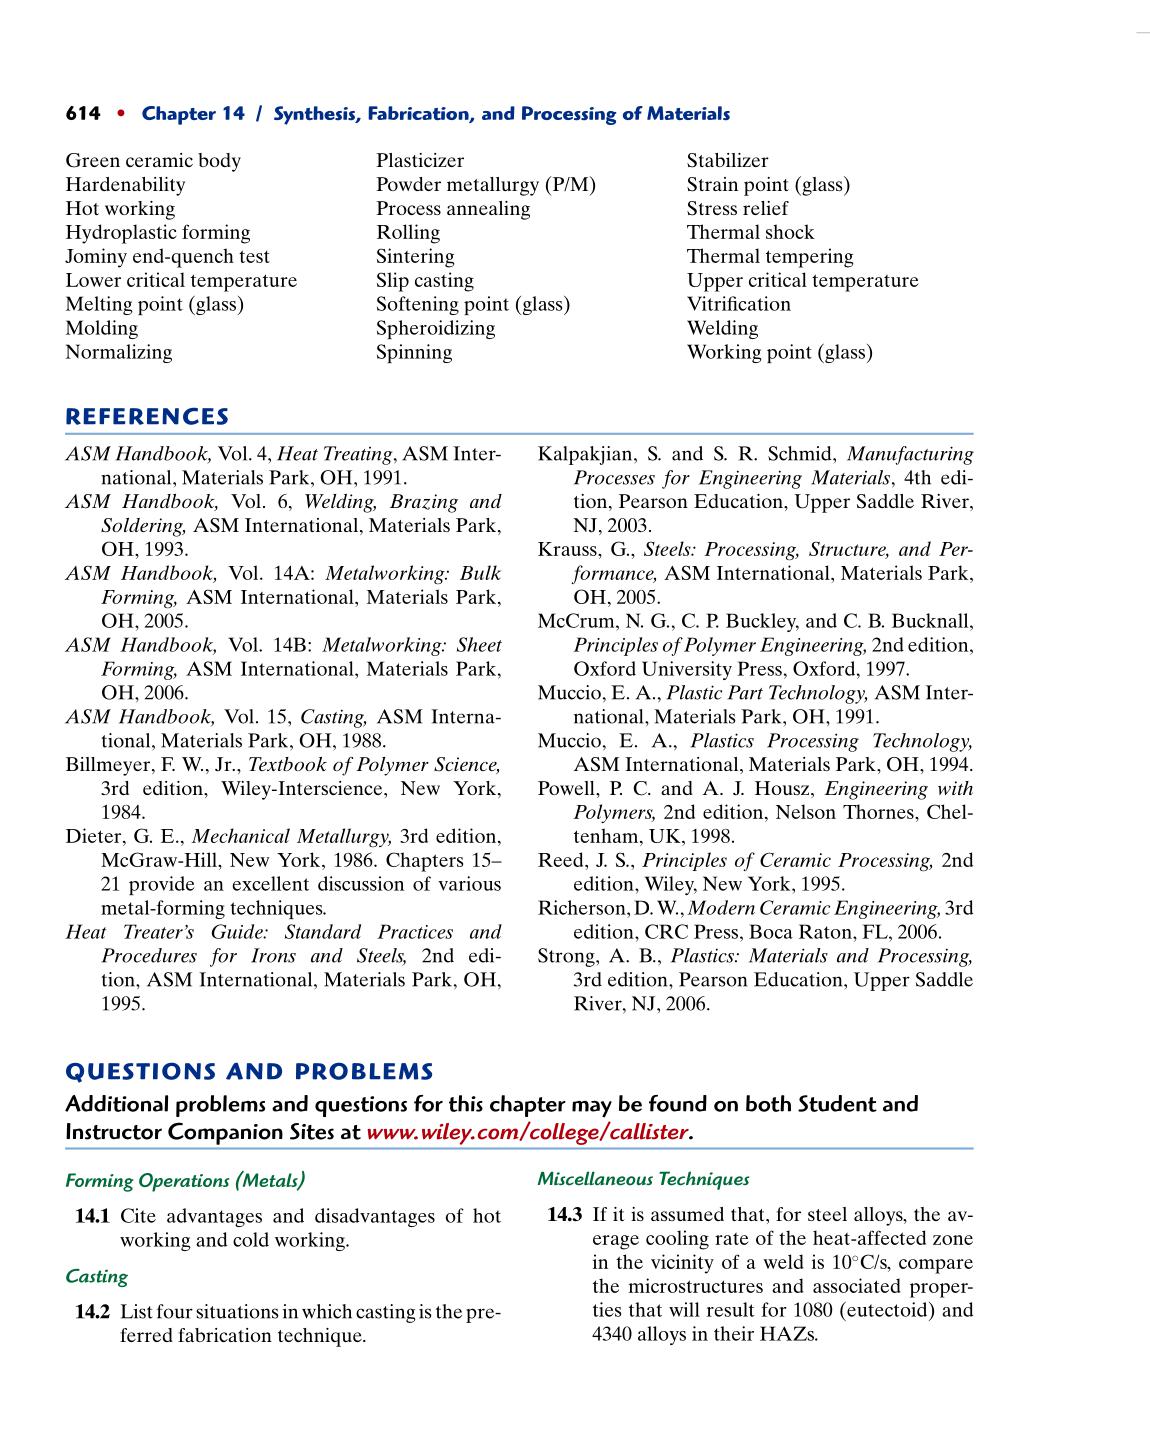 614 • Chapter 14 / Synthesis, Fabrication, and Processing of Materials
Green ceramic body
Hardenability
Hot working
Hydroplastic forming
Jominy end-quench test
Lower critical temperature
Melting point (glass)
Molding
Normalizing
Plasticizer
Powder metallurgy (P/M)
Process annealing
Rolling
Sintering
Slip casting
Softening point (glass)
Spheroidizing
Spinning
Stabilizer
Strain point (glass)
Stress relief
Thermal shock
Thermal tempering
Upper critical temperature
Vitrification
Welding
Working point (glass)
REFERENCES
ASM Handbook, Vol. 4, Heat Treating, ASM Inter-
national, Materials Park, OH, 1991.
ASM Handbook, Vol. 6, Welding, Brazing and
Soldering, ASM International, Materials Park,
OH, 1993.
ASM Handbook, Vol. 14A: Metalworking: Bulk
Forming, ASM International, Materials Park,
OH, 2005.
ASM Handbook, Vol. 14B: Metalworking: Sheet
Forming, ASM International, Materials Park,
OH, 2006.
ASM Handbook, Vol. 15, Casting, ASM Interna-
tional, Materials Park, OH, 1988.
Billmeyer, F. W., Jr., Textbook of Polymer Science,
3rd edition, Wiley-Interscience, New York,
1984.
Dieter, G. E., Mechanical Metallurgy, 3rd edition,
McGraw-Hill, New York, 1986. Chapters 15–
21 provide an excellent discussion of various
metal-forming techniques.
Heat Treater's Guide: Standard Practices and
Procedures for Irons and Steels, 2nd edi-
tion, ASM International, Materials Park, OH,
1995.
Kalpakjian, S. and S. R. Schmid, Manufacturing
Processes for Engineering Materials, 4th edi-
tion, Pearson Education, Upper Saddle River,
NJ, 2003.
Krauss, G., Steels: Processing, Structure, and Per-
formance, ASM International, Materials Park,
OH, 2005.
McCrum, N. G., C. P. Buckley, and C. B. Bucknall,
Principles of Polymer Engineering, 2nd edition,
Oxford University Press, Oxford, 1997.
Muccio, E. A., Plastic Part Technology, ASM Inter-
national, Materials Park, OH, 1991.
Muccio, E. A., Plastics Processing Technology,
ASM International, Materials Park, OH, 1994.
Powell, P. C. and A. J. Housz, Engineering with
Polymers, 2nd edition, Nelson Thornes, Chel-
tenham, UK, 1998.
Reed, J. S., Principles of Ceramic Processing, 2nd
edition, Wiley, New York, 1995.
Richerson, D. W., Modern Ceramic Engineering, 3rd
edition, CRC Press, Boca Raton, FL, 2006.
Strong, A. B., Plastics: Materials and Processing,
3rd edition, Pearson Education, Upper Saddle
River, NJ, 2006.
QUESTIONS AND PROBLEMS
Additional problems and questions for this chapter may be found on both Student and
Instructor Companion Sites at www.wiley.com/college/callister.
Forming Operations (Metals)
14.1 Cite advantages and disadvantages of hot
working and cold working.
Casting
14.2 List four situations in which casting is the pre-
ferred fabrication technique.
Miscellaneous Techniques
14.3 If it is assumed that, for steel alloys, the av-
erage cooling rate of the heat-affected zone
in the vicinity of a weld is 10°C/s, compare
the microstructures and associated proper-
ties that will result for 1080 (eutectoid) and
4340 alloys in their HAZs.